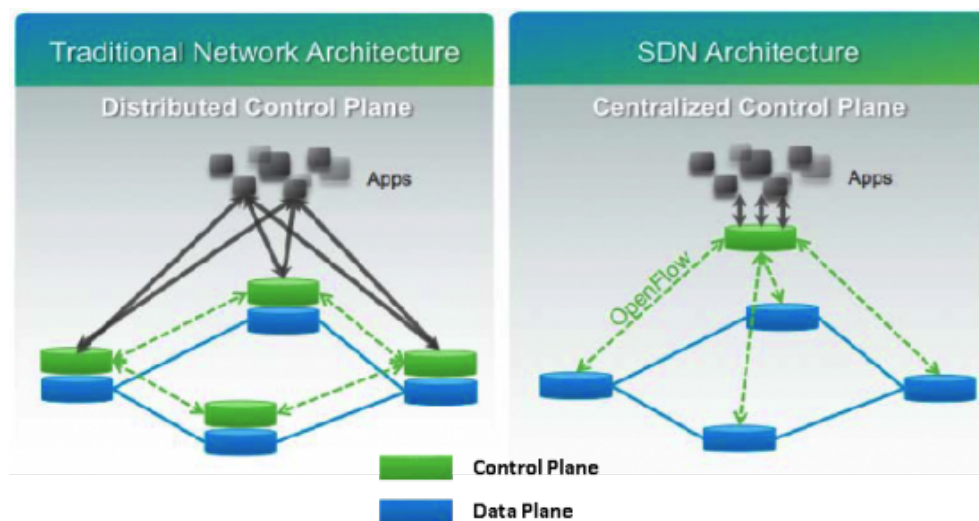 Traditional Network Architecture
Distributed Control Plane
Apps
SDN Architecture
Centralized Control Plane
Apps
OpenFlow
Control Plane
Data Plane